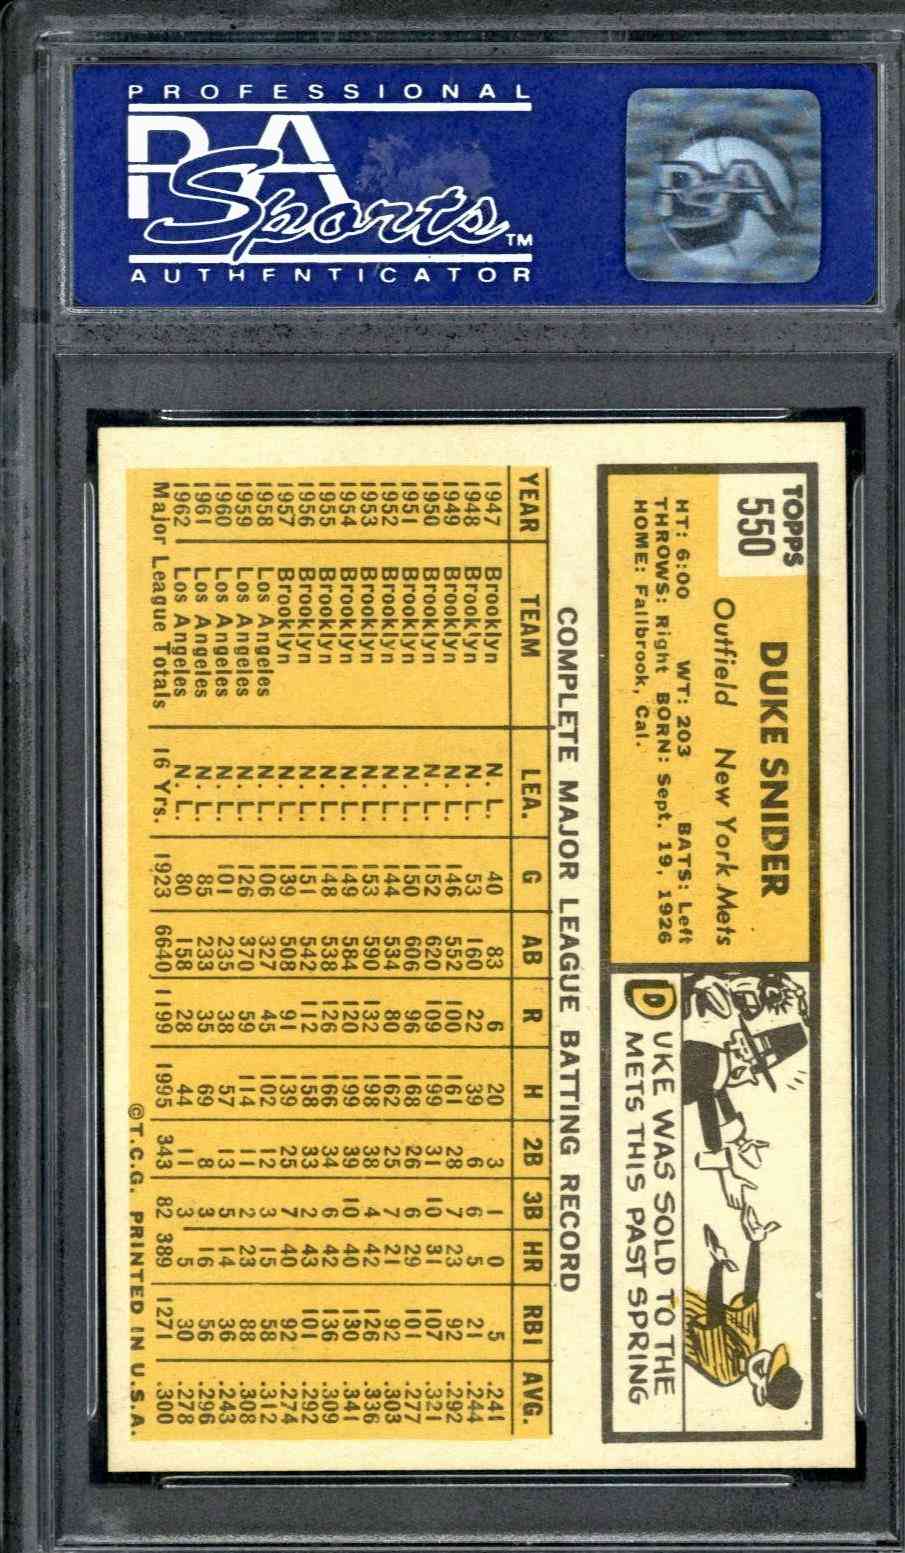 PROFESSIONAL
PSA
Sports™
AUTHENTICATOR
PSA
TOPPS
550
DUKE SNIDER
Outfield New York Mets
HT: 6:00 WT: 203 BATS: Left
THROWS: Right BORN: Sept. 19, 1926
HOME: Fallbrook, Cal.
DUKE WAS SOLD TO THE
METS THIS PAST SPRING
COMPLETE MAJOR LEAGUE BATTING RECORD
YEAR TEAM LEA. G AB R H 2B 3B HR RBI AVG.
1947 Brooklyn N. L. 40 83 6 20 3 1 0 5 .241
1948 Brooklyn N. L. 53 160 22 39 6 6 5 21 .244
1949 Brooklyn N. L. 146 552 100 161 28 7 23 92 .292
1950 Brooklyn N. L. 152 620 109 199 31 10 31 107 .321
1951 Brooklyn N. L. 150 606 96 168 26 6 29 101 .277
1952 Brooklyn N. L. 144 534 80 162 25 7 21 92 .303
1953 Brooklyn N. L. 153 590 132 198 38 4 42 126 .336
1954 Brooklyn N. L. 149 584 120 199 39 10 40 130 .341
1955 Brooklyn N. L. 148 538 126 166 34 6 42 136 .309
1956 Brooklyn N. L. 151 542 112 158 33 2 43 101 .292
1957 Brooklyn N. L. 139 508 91 139 25 7 40 92 .274
1958 Los Angeles N. L. 106 327 45 102 12 3 15 58 .312
1959 Los Angeles N. L. 126 370 59 114 11 2 23 88 .308
1960 Los Angeles N. L. 101 235 38 57 13 5 14 36 .243
1961 Los Angeles N. L. 85 233 35 69 8 3 16 56 .296
1962 Los Angeles N. L. 80 158 28 44 11 3 5 30 .278
Major League Totals 16 Yrs. 1923 6640 1199 1995 343 82 389 1271 .300
©T.C.G. PRINTED IN U.S.A.